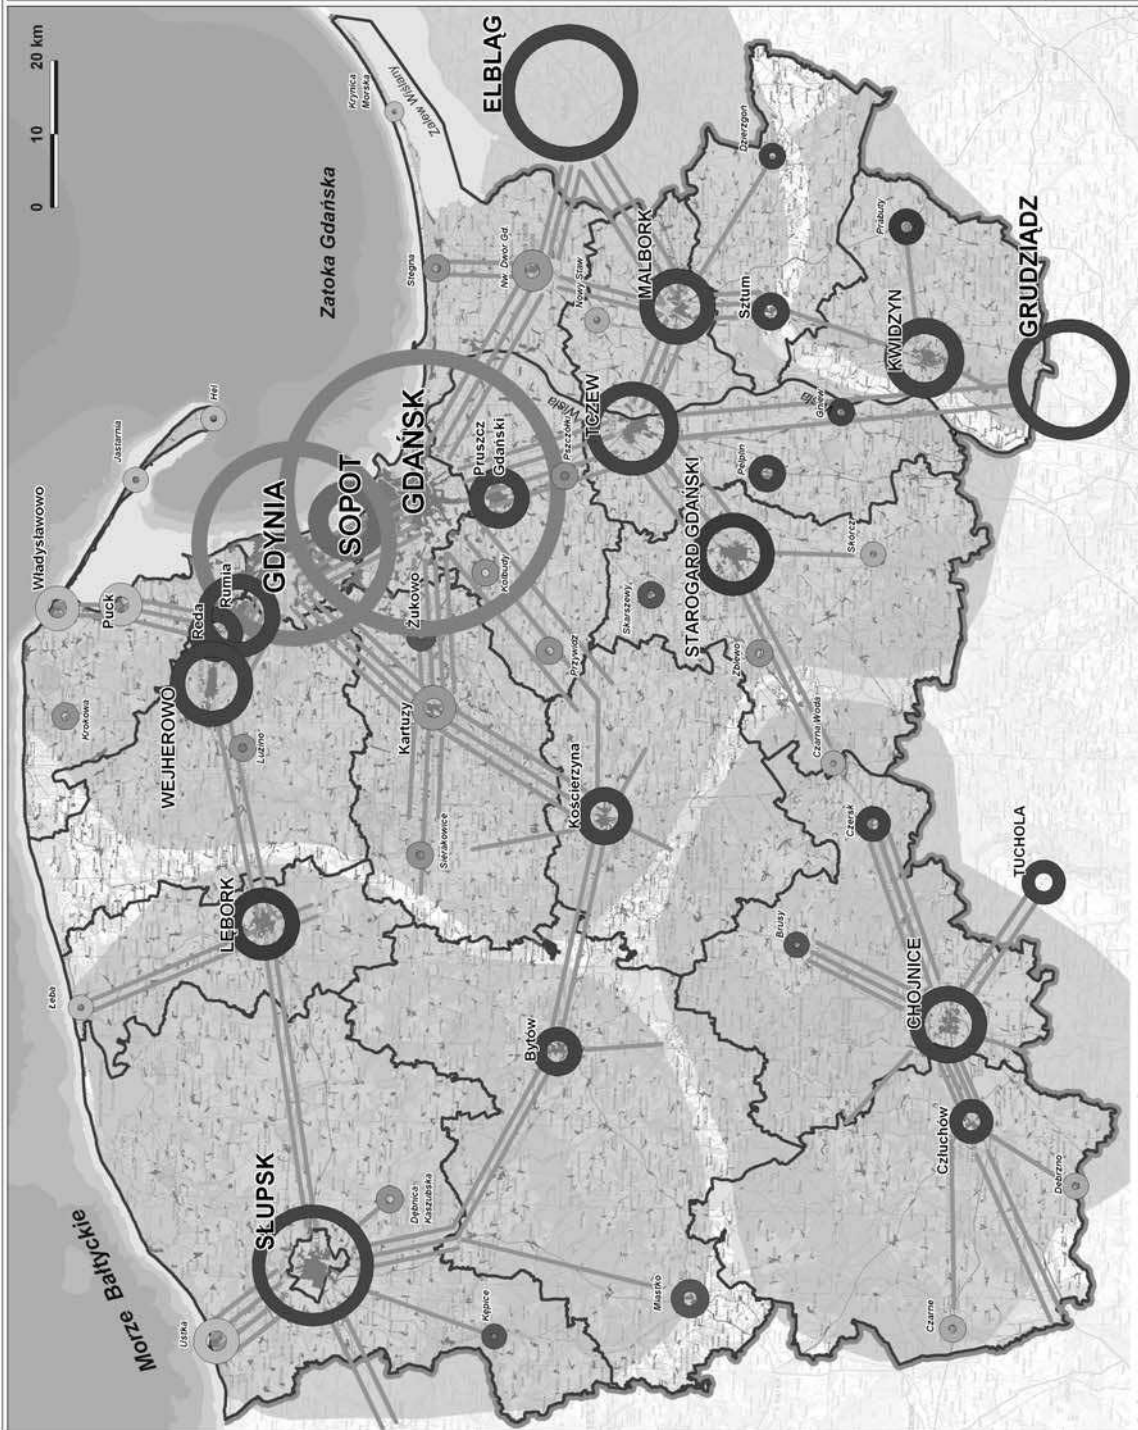 0 10 20 km
Morze Bałtyckie
Zatoka Gdańska
Zalew Wiślany
Krynica
Morska
ELBLĄG
Władysławowo
Jastarnia
Hel
Puck
Krokowa
Reda
Rumia
WEJHEROWO
Luzino
GDYNIA
SOPOT
GDAŃSK
Pruszcz
Gdański
Żukowo
Kolbudy
Kartuzy
Przywidz
Sierakowice
Stegna
Nw. Dwór Gd.
Nowy Staw
MALBORK
Dzierzgoń
Sztum
Prabuty
KWIDZYN
GRUDZIĄDZ
Wisła
TCZEW
Pszczółki
Gniew
Pelplin
STAROGARD GDAŃSKI
Skórcz
Skarszewy
Zblewo
Czarna Woda
Kościerzyna
Łeba
LĘBORK
Ustka
SŁUPSK
Dębnica
Kaszubska
Kępice
Miastko
Bytów
Brusy
Czersk
TUCHOLA
CHOJNICE
Człuchów
Debrzno
Czarne